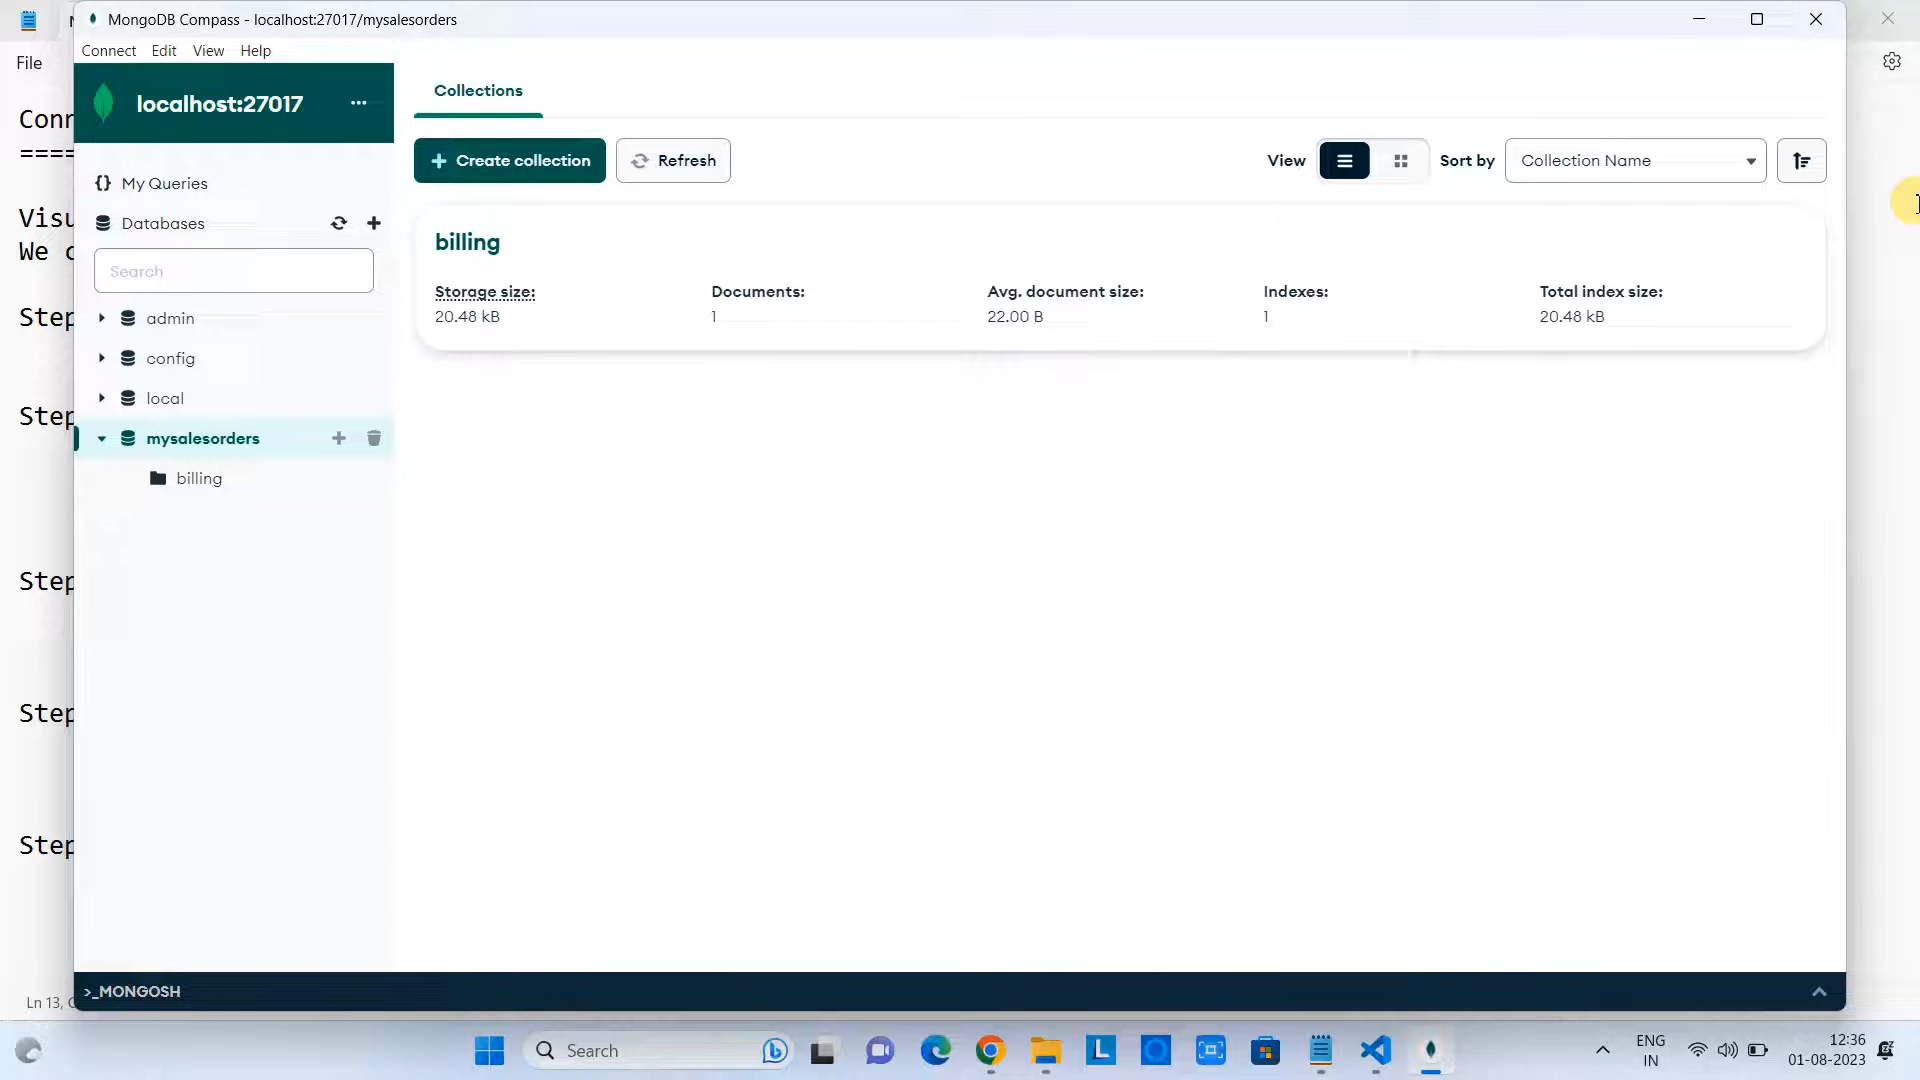 MongoDB Compass - localhost:27017/mysalesorders
Connect Edit View Help
File
localhost:27017 ...
Collections
Create collection Refresh View Sort by Collection Name
My Queries
Databases
Search
admin
config
local
mysalesorders
billing
billing
Storage size: Documents: Avg. document size: Indexes: Total index size:
20.48 kB 1 22.00 B 1 20.48 kB
====
We
Step
Step
Step
Step
Step
>_MONGOSH
Ln 13,
Search
ENG
IN
12:36
01-08-2023